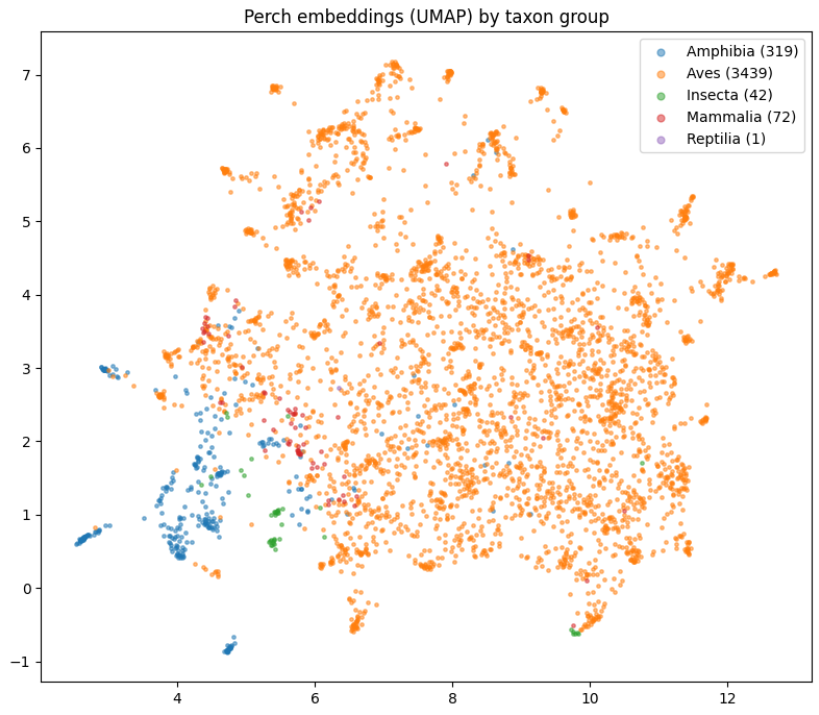 Perch embeddings (UMAP) by taxon group
Amphibia (319)
Aves (3439)
Insecta (42)
Mammalia (72)
Reptilia (1)
7
6
5
4
3
2
1
0
−1
4 6 8 10 12